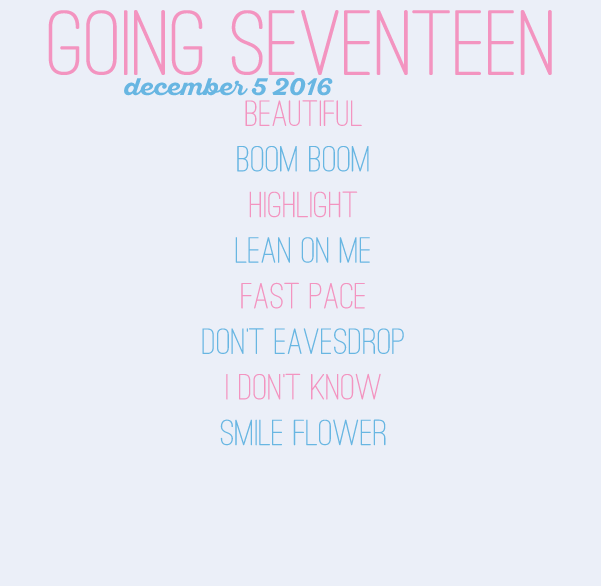 GOING SEVENTEEN
december 5 2016
BEAUTIFUL
BOOM BOOM
HIGHLIGHT
LEAN ON ME
FAST PACE
DON'T EAVESDROP
I DON'T KNOW
SMILE FLOWER